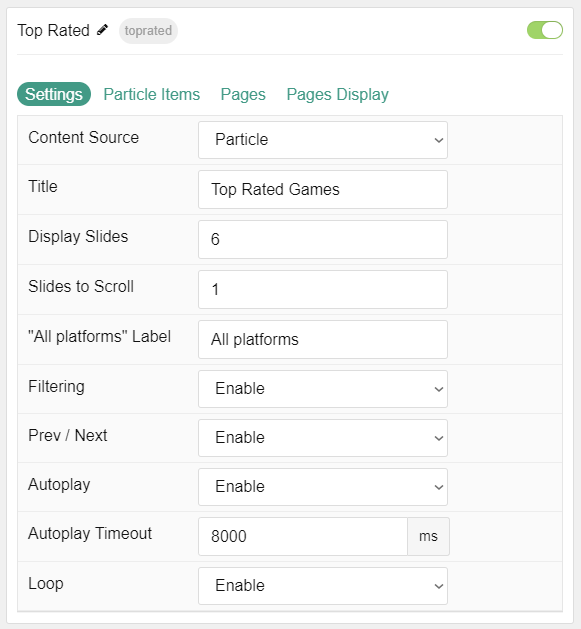 Top Rated toprated
Settings Particle Items Pages Pages Display
Content Source Particle
Title Top Rated Games
Display Slides 6
Slides to Scroll 1
"All platforms" Label All platforms
Filtering Enable
Prev / Next Enable
Autoplay Enable
Autoplay Timeout 8000 ms
Loop Enable